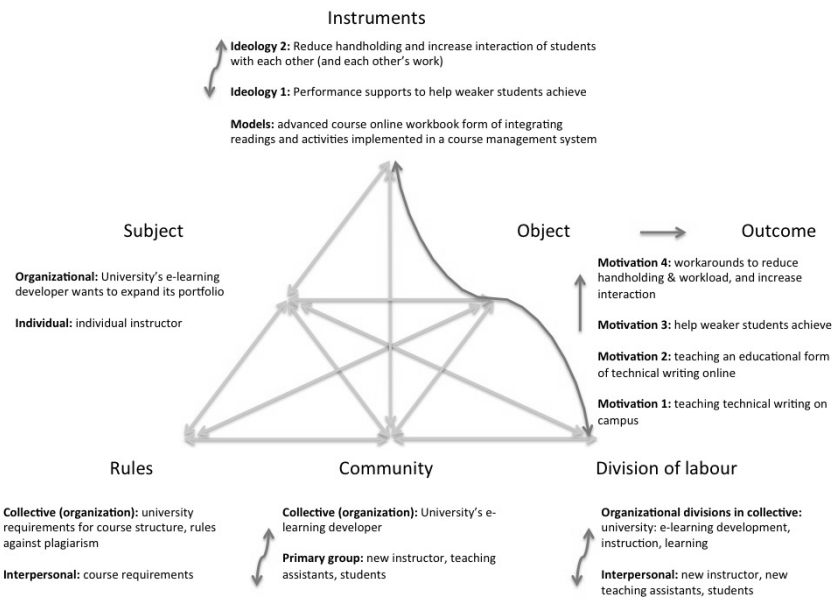 Instruments
Ideology 2: Reduce handholding and increase interaction of students
with each other (and each other's work)
Ideology 1: Performance supports to help weaker students achieve
Models: advanced course online workbook form of integrating
readings and activities implemented in a course management system
Subject
Organizational: University's e-learning
developer wants to expand its portfolio
Individual: individual instructor
Object
Outcome
Motivation 4: workarounds to reduce
handholding & workload, and increase
interaction
Motivation 3: help weaker students achieve
Motivation 2: teaching an educational form
of technical writing online
Motivation 1: teaching technical writing on
campus
Rules
Collective (organization): university
requirements for course structure, rules
against plagiarism
Interpersonal: course requirements
Community
Collective (organization): University's e-
learning developer
Primary group: new instructor, teaching
assistants, students
Division of labour
Organizational divisions in collective:
university: e-learning development,
instruction, learning
Interpersonal: new instructor, new
teaching assistants, students